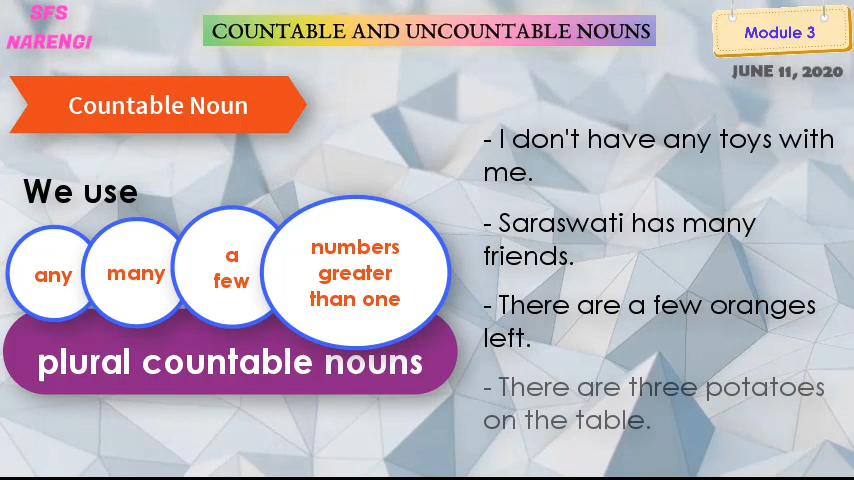 SFS
NARENGI
COUNTABLE AND UNCOUNTABLE NOUNS
Module 3
JUNE 11, 2020
Countable Noun
We use
any
many
a
few
numbers
greater
than one
plural countable nouns
- I don't have any toys with
me.
- Saraswati has many
friends.
- There are a few oranges
left.
- There are three potatoes
on the table.